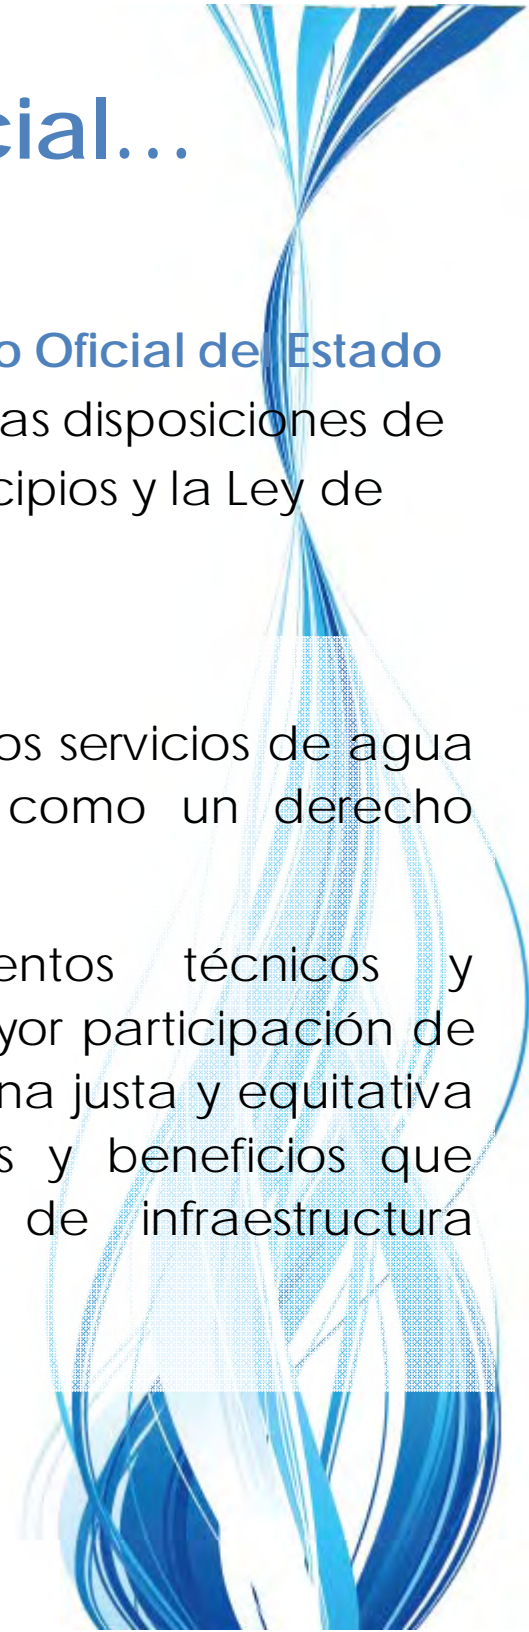 cial...
o Oficial del Estado
as disposiciones de
cipios y la Ley de
os servicios de agua
como un derecho
entos técnicos y
yor participación de
na justa y equitativa
s y beneficios que
de infraestructura